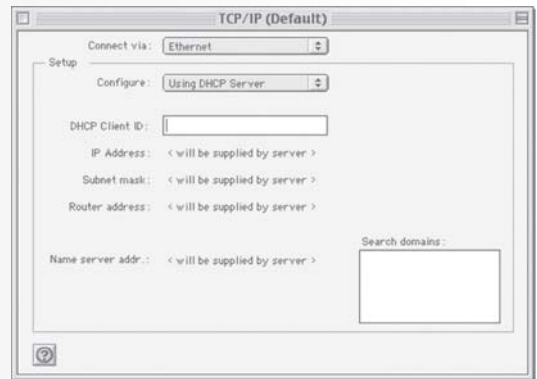 TCP/IP (Default)
Connect via: Ethernet
Setup
Configure: Using DHCP Server
DHCP Client ID:
IP Address: < will be supplied by server >
Subnet mask: < will be supplied by server >
Router address: < will be supplied by server >
Search domains:
Name server addr.: < will be supplied by server >
?